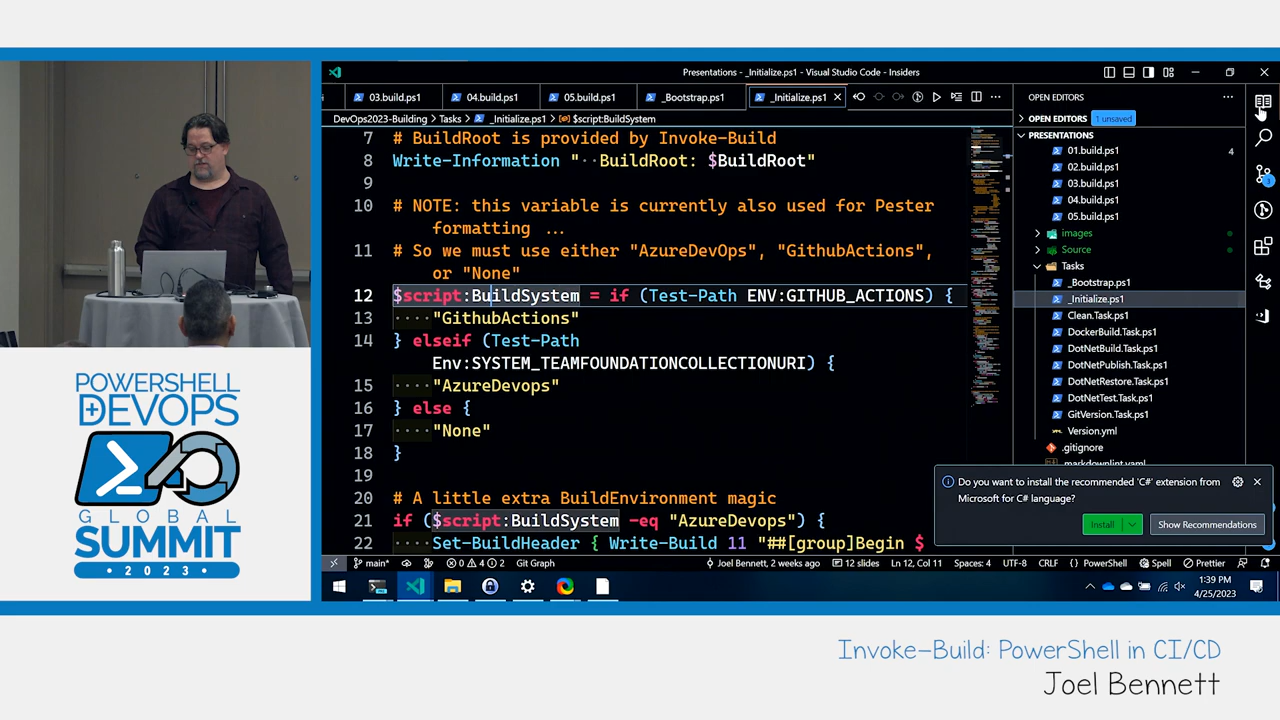 Presentations - _Initialize.ps1 - Visual Studio Code - Insiders
03.build.ps1
04.build.ps1
05.build.ps1
_Bootstrap.ps1
_Initialize.ps1
DevOps2023-Building > Tasks > _Initialize.ps1 > $script:BuildSystem
7 # BuildRoot is provided by Invoke-Build
8 Write-Information "··BuildRoot: $BuildRoot"
9
10 # NOTE: this variable is currently also used for Pester
formatting ...
11 # So we must use either "AzureDevOps", "GithubActions",
or "None"
12 $script:BuildSystem = if (Test-Path ENV:GITHUB_ACTIONS) {
13 ····"GithubActions"
14 } elseif (Test-Path
Env:SYSTEM_TEAMFOUNDATIONCOLLECTIONURI) {
15 ····"AzureDevops"
16 } else {
17 ····"None"
18 }
19
20 # A little extra BuildEnvironment magic
21 if ($script:BuildSystem -eq "AzureDevops") {
22 ····Set-BuildHeader { Write-Build 11 "##[group]Begin $
OPEN EDITORS
OPEN EDITORS 1 unsaved
PRESENTATIONS
01.build.ps1 4
02.build.ps1
03.build.ps1
04.build.ps1
05.build.ps1
images
Source
Tasks
_Bootstrap.ps1
_Initialize.ps1
Clean.Task.ps1
DockerBuild.Task.ps1
DotNetBuild.Task.ps1
DotNetPublish.Task.ps1
DotNetRestore.Task.ps1
DotNetTest.Task.ps1
GitVersion.Task.ps1
Version.yml
.gitignore
.markdownlint.yaml
Do you want to install the recommended 'C#' extension from
Microsoft for C# language?
Install
Show Recommendations
main* 0 4 2 Git Graph Joel Bennett, 2 weeks ago 12 slides Ln 12, Col 11 Spaces: 4 UTF-8 CRLF {} PowerShell Spell Prettier
1:39 PM
4/25/2023
POWERSHELL
+DEVOPS
GLOBAL
SUMMIT
2023
Invoke-Build: PowerShell in CI/CD
Joel Bennett